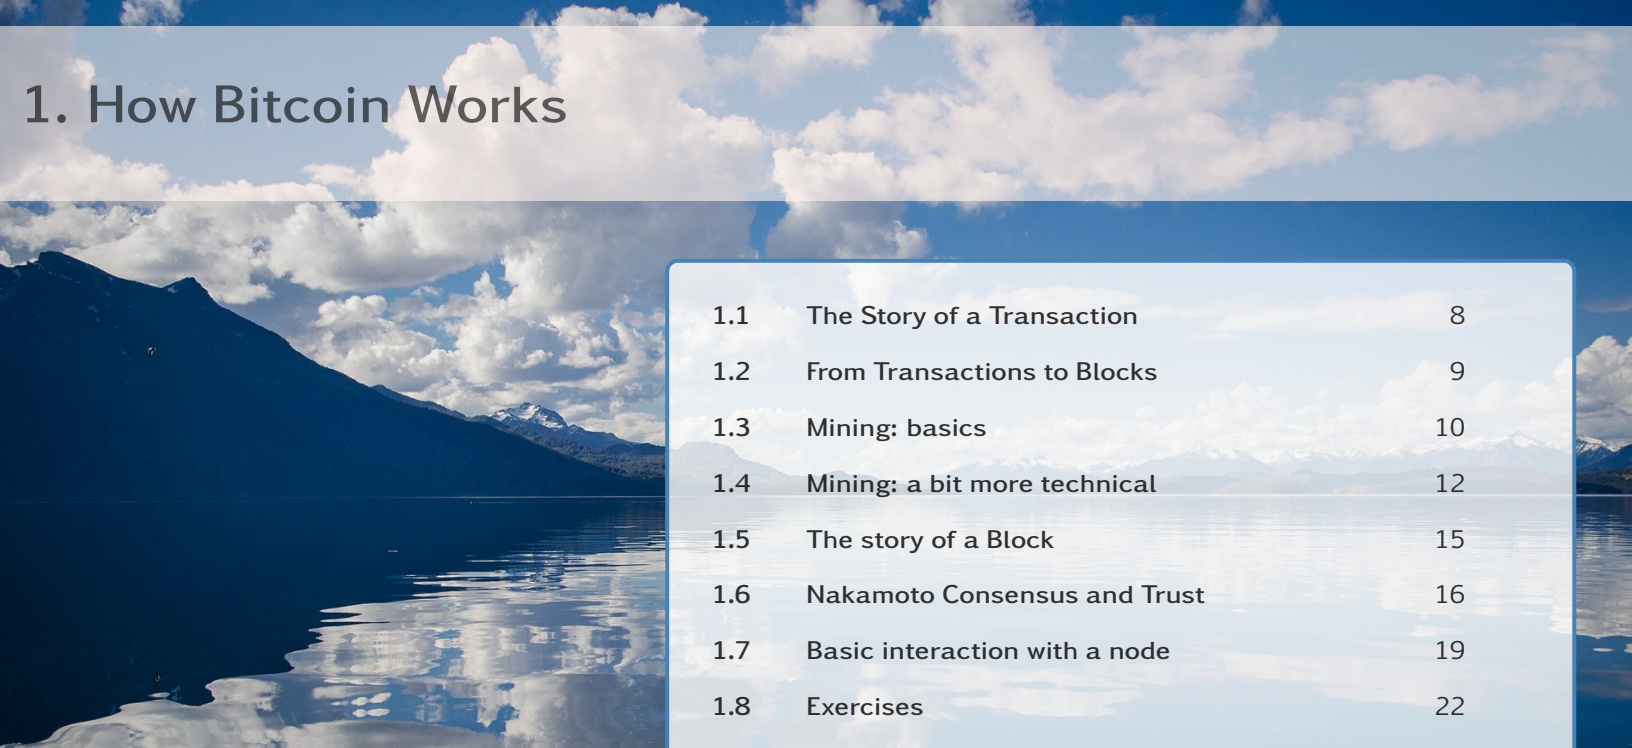 1. How Bitcoin Works
1.1 The Story of a Transaction 8
1.2 From Transactions to Blocks 9
1.3 Mining: basics 10
1.4 Mining: a bit more technical 12
1.5 The story of a Block 15
1.6 Nakamoto Consensus and Trust 16
1.7 Basic interaction with a node 19
1.8 Exercises 22